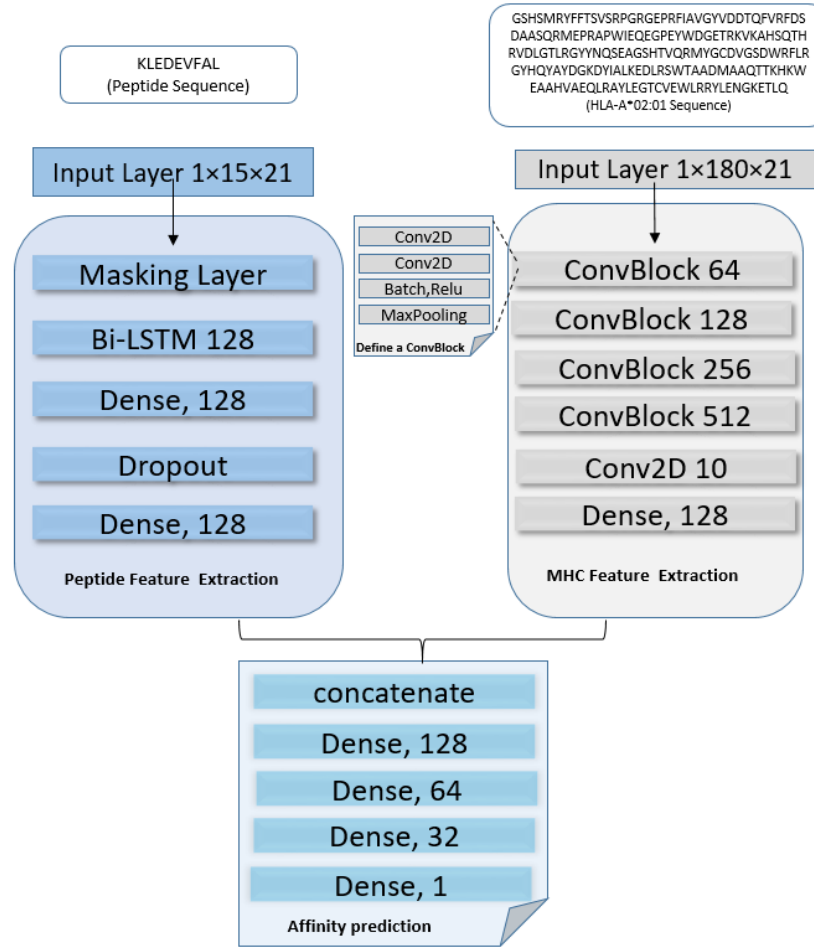 KLEDEVFAL
(Peptide Sequence)
GSHSMRYFFTSVSRPGRGEPRFIAVGYVDDTQFVRFDS
DAASQRMEPRAPWIEQEGPEYWDGETRKVKAHSQTH
RVDLGTLRGYYNQSEAGSHTVQRMYGCDVGSDWRFLR
GYHQYAYDGKDYIALKEDLRSWTAADMAAQTTKHKW
EAAHVAEQLRAYLEGTCVEWLRRYLENGKETLQ
(HLA-A*02:01 Sequence)
Input Layer 1×15×21
Masking Layer
Bi-LSTM 128
Dense, 128
Dropout
Dense, 128
Peptide Feature Extraction
Input Layer 1×180×21
Conv2D
Conv2D
Batch,Relu
MaxPooling
Define a ConvBlock
ConvBlock 64
ConvBlock 128
ConvBlock 256
ConvBlock 512
Conv2D 10
Dense, 128
MHC Feature Extraction
concatenate
Dense, 128
Dense, 64
Dense, 32
Dense, 1
Affinity prediction